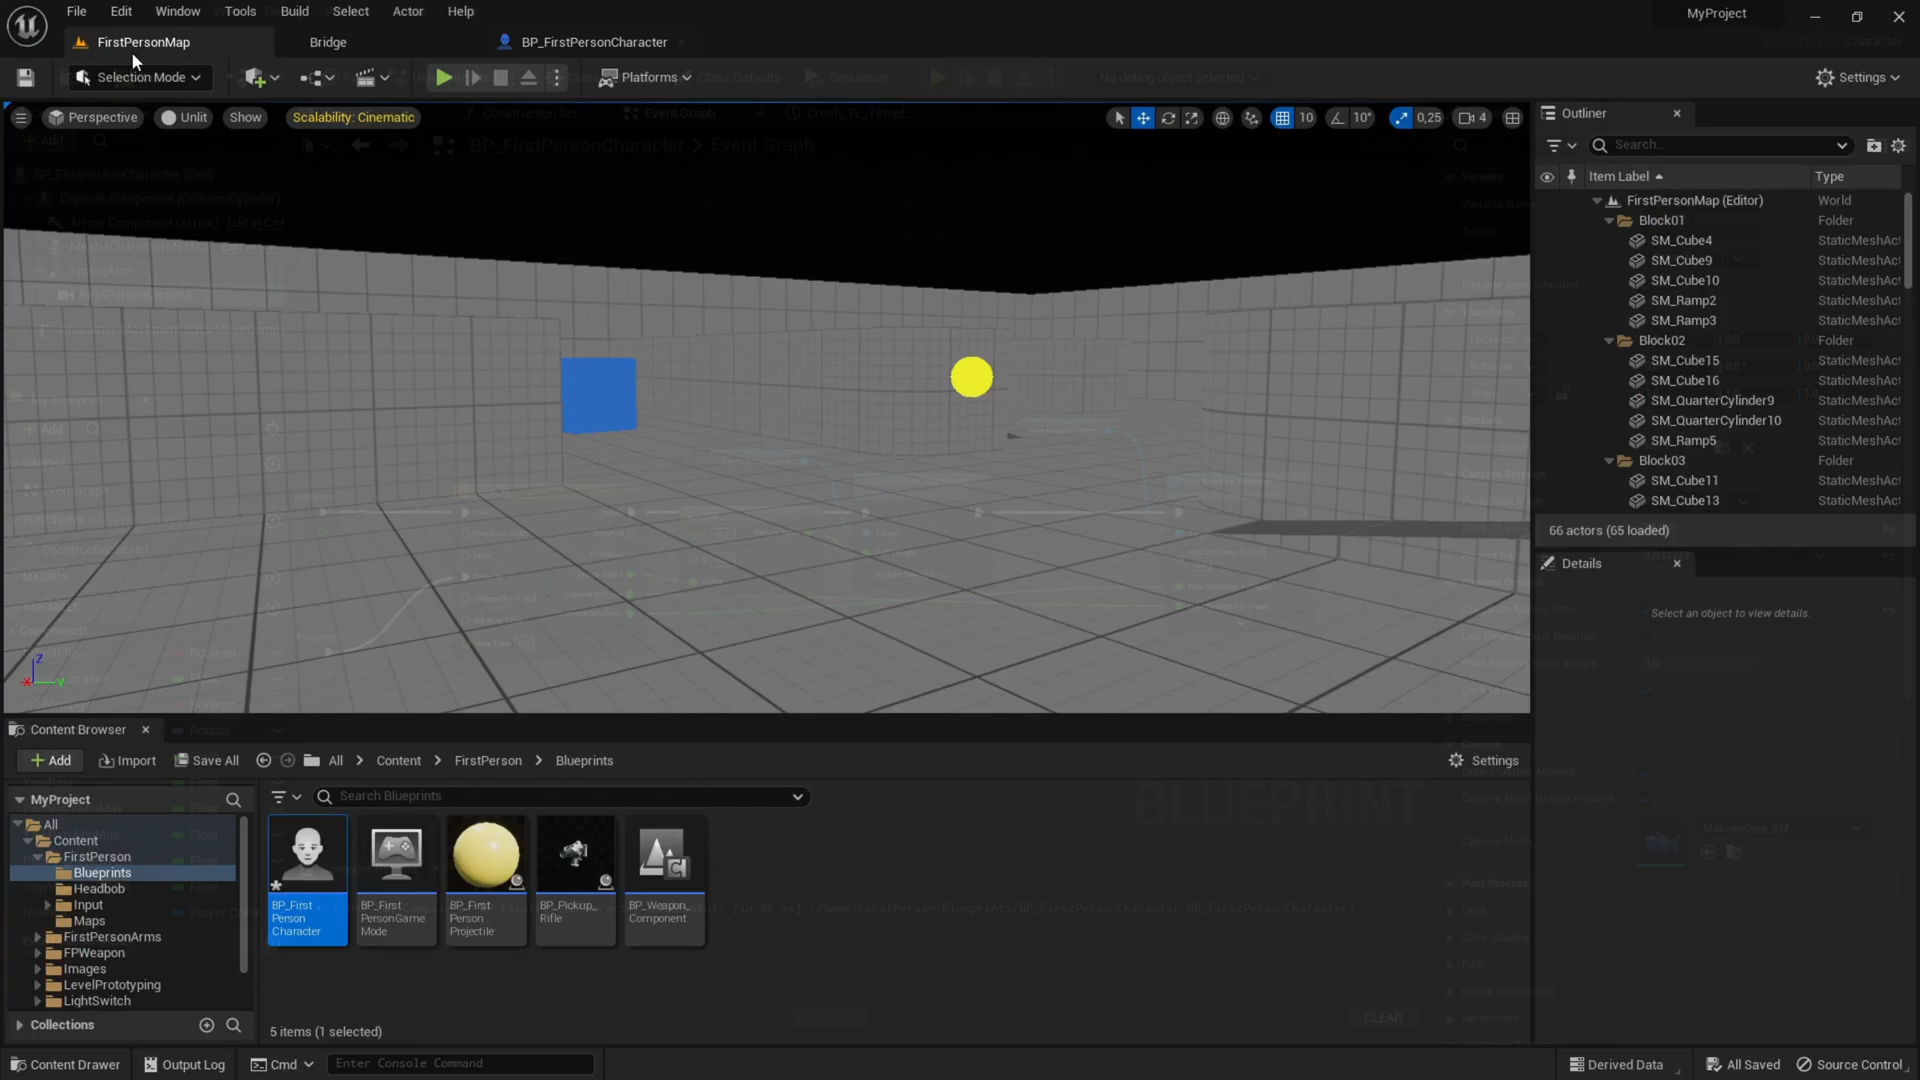 File Edit Window Tools Build Select Actor Help
MyProject
FirstPersonMap Bridge BP_FirstPersonCharacter
Selection Mode Platforms Settings
Perspective Unlit Show Scalability: Cinematic 10 10° 0,25 4
BP_FirstPersonCharacter > Event Graph
Outliner
Search...
Item Label Type
FirstPersonMap (Editor) World
Block01 Folder
SM_Cube4 StaticMeshAct
SM_Cube9 StaticMeshAct
SM_Cube10 StaticMeshAct
SM_Ramp2 StaticMeshAct
SM_Ramp3 StaticMeshAct
Block02 Folder
SM_Cube15 StaticMeshAct
SM_Cube16 StaticMeshAct
SM_QuarterCylinder9 StaticMeshAct
SM_QuarterCylinder10 StaticMeshAct
SM_Ramp5 StaticMeshAct
Block03 Folder
SM_Cube11 StaticMeshAct
SM_Cube13 StaticMeshAct
66 actors (65 loaded)
Details
Select an object to view details.
Z
Y
X
Content Browser
Add Import Save All All > Content > FirstPerson > Blueprints Settings
MyProject
Search Blueprints
All
Content
FirstPerson
Blueprints
Headbob
Input
Maps
FirstPersonArms
FPWeapon
Images
LevelPrototyping
LightSwitch
Collections
BP_First Person Character
BP_First PersonGame Mode
BP_First Person Projectile
BP_Pickup_ Rifle
BP_Weapon_ Component
BLUEPRINT
CLEAR
5 items (1 selected)
Content Drawer Output Log Cmd Enter Console Command Derived Data All Saved Source Control